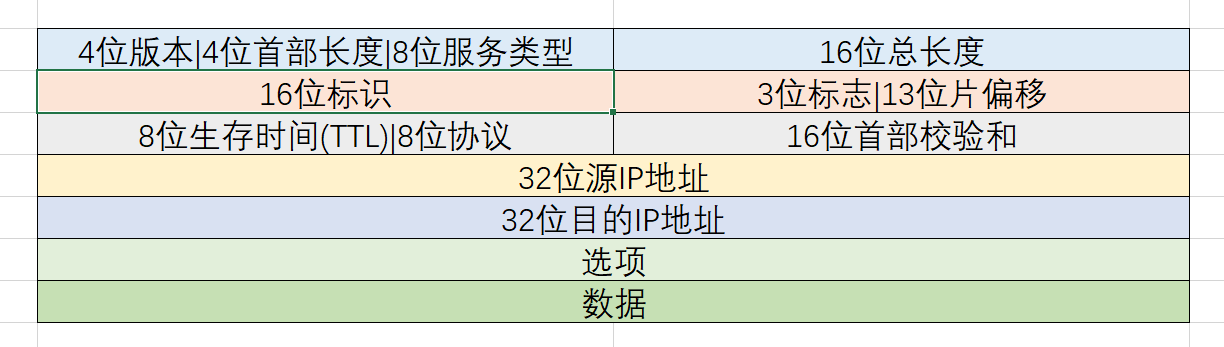 4位版本|4位首部长度|8位服务类型 16位总长度
16位标识 3位标志|13位片偏移
8位生存时间(TTL)|8位协议 16位首部校验和
32位源IP地址
32位目的IP地址
选项
数据